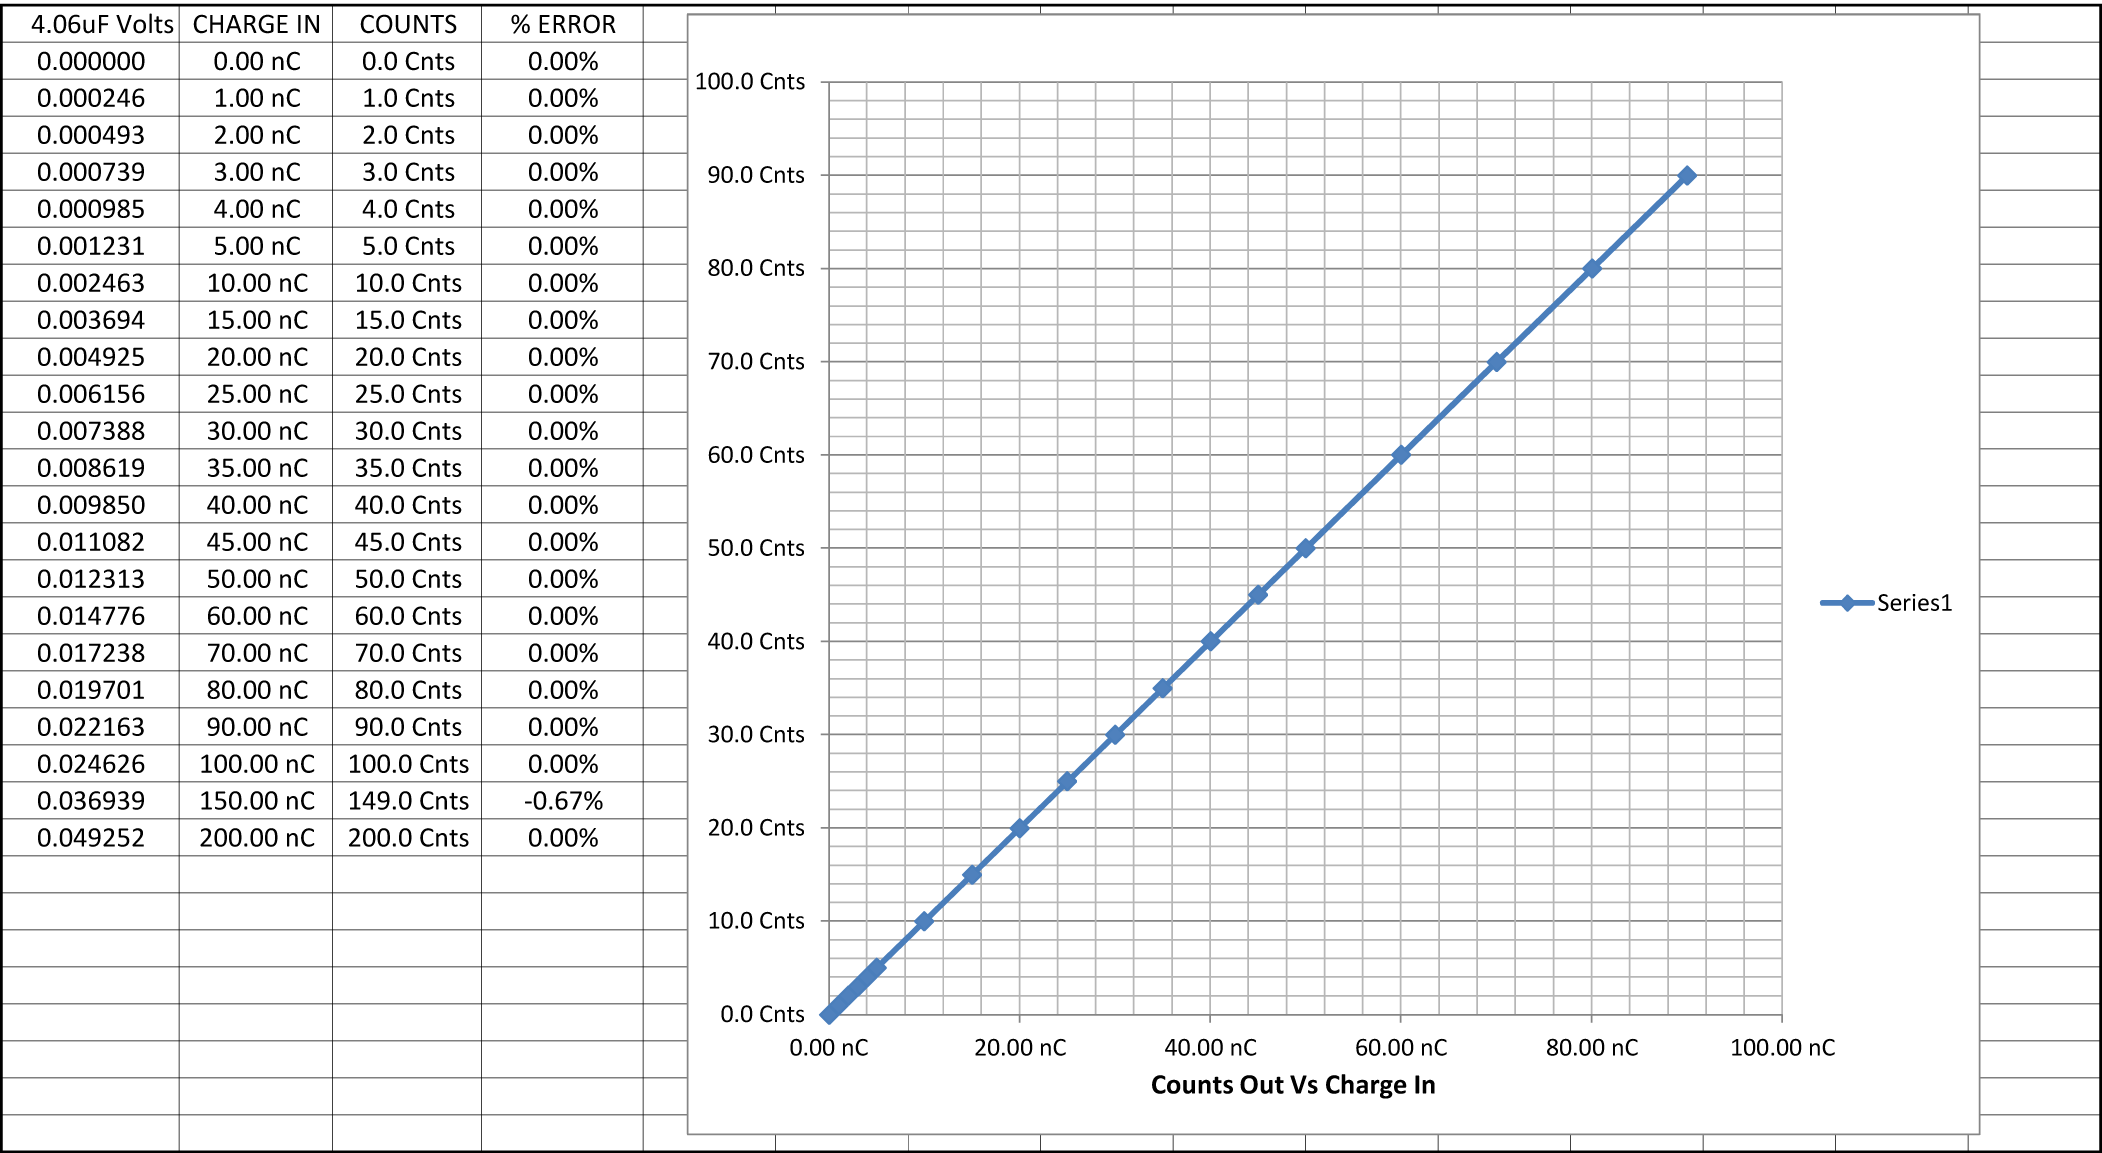 4.06uF Volts CHARGE IN COUNTS % ERROR
0.000000 0.00 nC 0.0 Cnts 0.00%
0.000246 1.00 nC 1.0 Cnts 0.00%
0.000493 2.00 nC 2.0 Cnts 0.00%
0.000739 3.00 nC 3.0 Cnts 0.00%
0.000985 4.00 nC 4.0 Cnts 0.00%
0.001231 5.00 nC 5.0 Cnts 0.00%
0.002463 10.00 nC 10.0 Cnts 0.00%
0.003694 15.00 nC 15.0 Cnts 0.00%
0.004925 20.00 nC 20.0 Cnts 0.00%
0.006156 25.00 nC 25.0 Cnts 0.00%
0.007388 30.00 nC 30.0 Cnts 0.00%
0.008619 35.00 nC 35.0 Cnts 0.00%
0.009850 40.00 nC 40.0 Cnts 0.00%
0.011082 45.00 nC 45.0 Cnts 0.00%
0.012313 50.00 nC 50.0 Cnts 0.00%
0.014776 60.00 nC 60.0 Cnts 0.00%
0.017238 70.00 nC 70.0 Cnts 0.00%
0.019701 80.00 nC 80.0 Cnts 0.00%
0.022163 90.00 nC 90.0 Cnts 0.00%
0.024626 100.00 nC 100.0 Cnts 0.00%
0.036939 150.00 nC 149.0 Cnts -0.67%
0.049252 200.00 nC 200.0 Cnts 0.00%
100.0 Cnts
90.0 Cnts
80.0 Cnts
70.0 Cnts
60.0 Cnts
50.0 Cnts
40.0 Cnts
30.0 Cnts
20.0 Cnts
10.0 Cnts
0.0 Cnts
0.00 nC 20.00 nC 40.00 nC 60.00 nC 80.00 nC 100.00 nC
Counts Out Vs Charge In
Series1